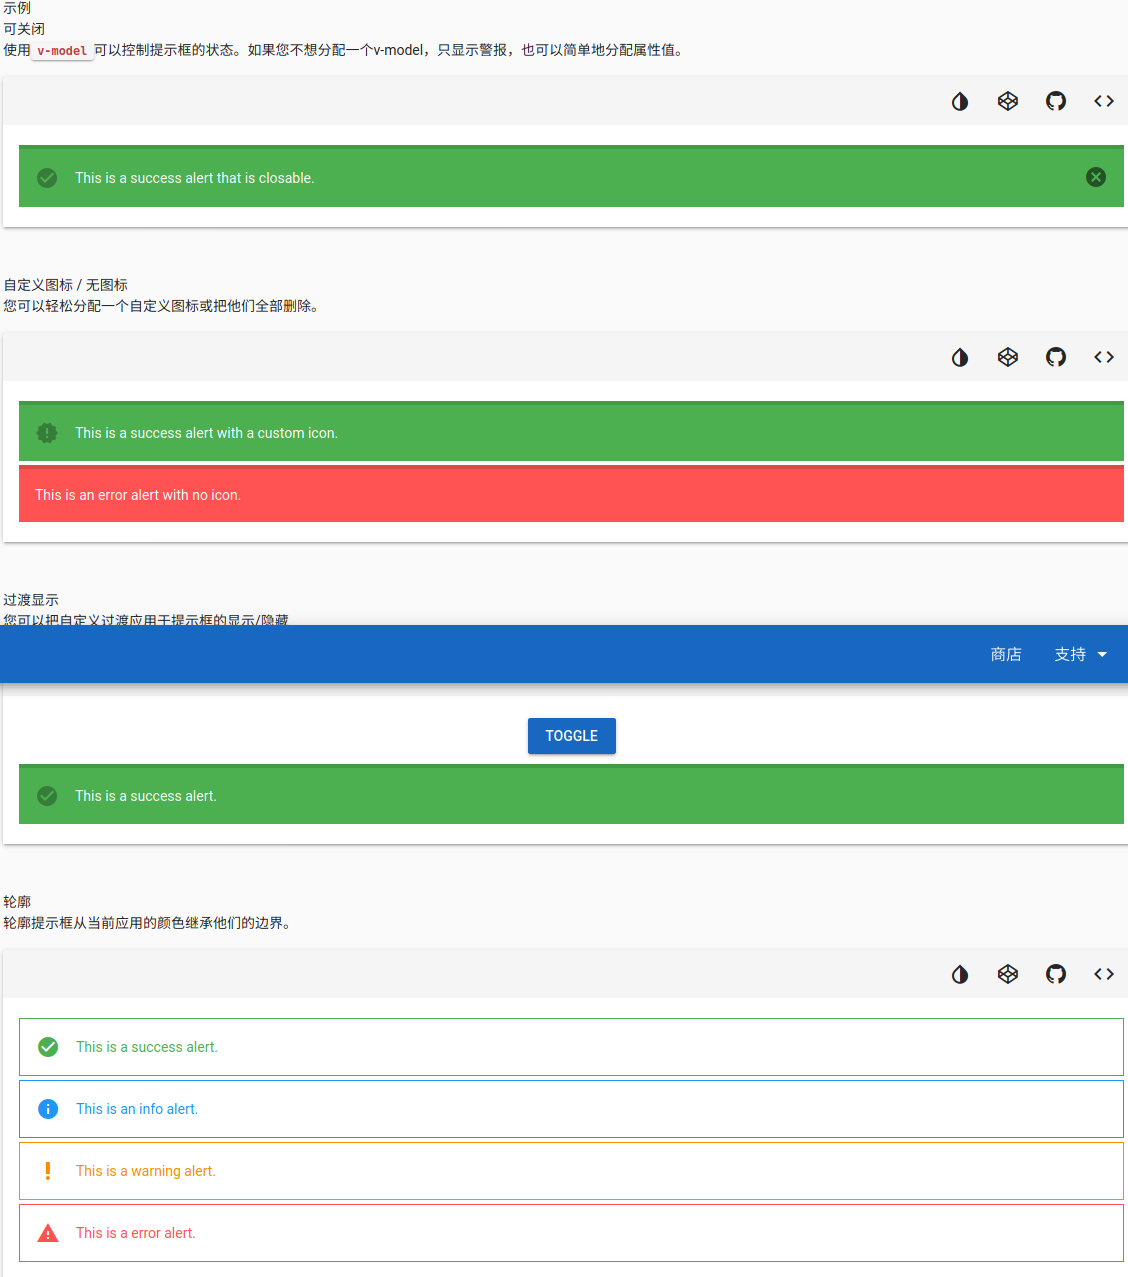 示例
可关闭
使用 v-model 可以控制提示框的状态。如果您不想分配一个v-model，只显示警报，也可以简单地分配属性值。
This is a success alert that is closable.
自定义图标 / 无图标
您可以轻松分配一个自定义图标或把他们全部删除。
This is a success alert with a custom icon.
This is an error alert with no icon.
过渡显示
您可以把自定义过渡应用于提示框的显示/隐藏
商店 支持
TOGGLE
This is a success alert.
轮廓
轮廓提示框从当前应用的颜色继承他们的边界。
This is a success alert.
This is an info alert.
This is a warning alert.
This is a error alert.